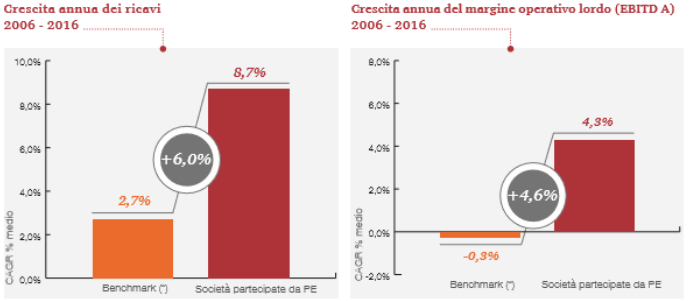 Crescita annua dei ricavi
2006 - 2016
10,0%
8,0%
6,0%
4,0%
2,0%
0,0%
CAGR % medio
2,7%
+6,0%
8,7%
Benchmark (*)
Società partecipate da PE
Crescita annua del margine operativo lordo (EBITD A)
2006 - 2016
8,0%
6,0%
4,0%
2,0%
0,0%
-2,0%
CAGR % medio
-0,3%
+4,6%
4,3%
Benchmark (*)
Società partecipate da PE